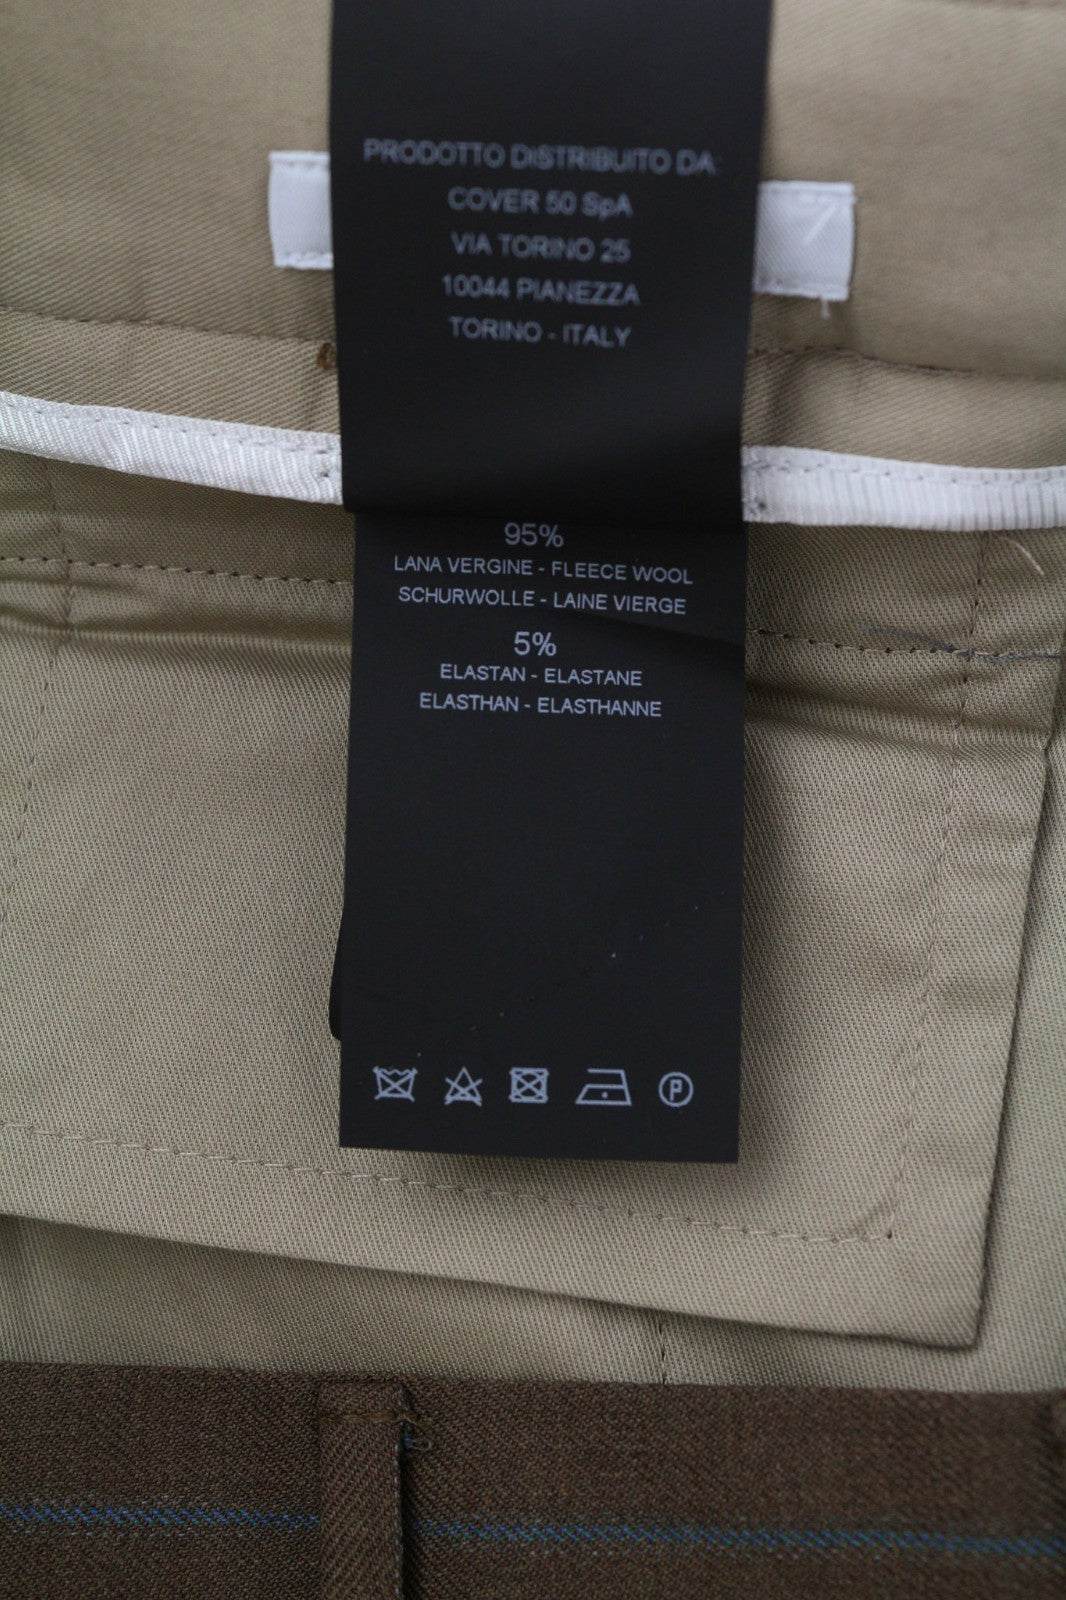 PRODOTTO DISTRIBUITO DA:
COVER 50 SpA
VIA TORINO 25
10044 PIANEZZA
TORINO - ITALY
95%
LANA VERGINE - FLEECE WOOL
SCHURWOLLE - LAINE VIERGE
5%
ELASTAN - ELASTANE
ELASTHAN - ELASTHANNE
P